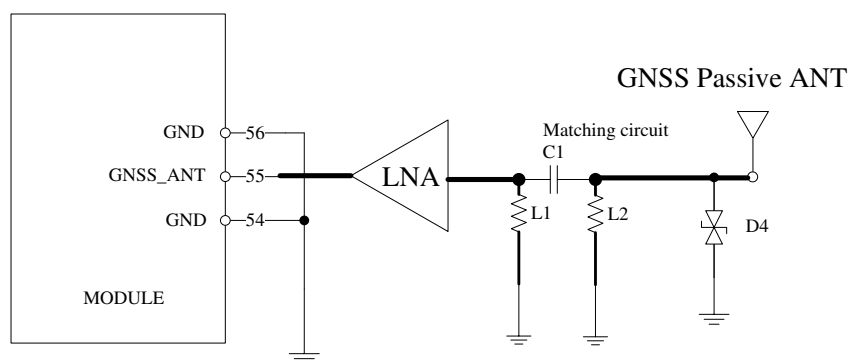 GNSS Passive ANT
Matching circuit
C1
GND 56
GNSS_ANT 55
LNA
GND 54
L1
L2
D4
MODULE